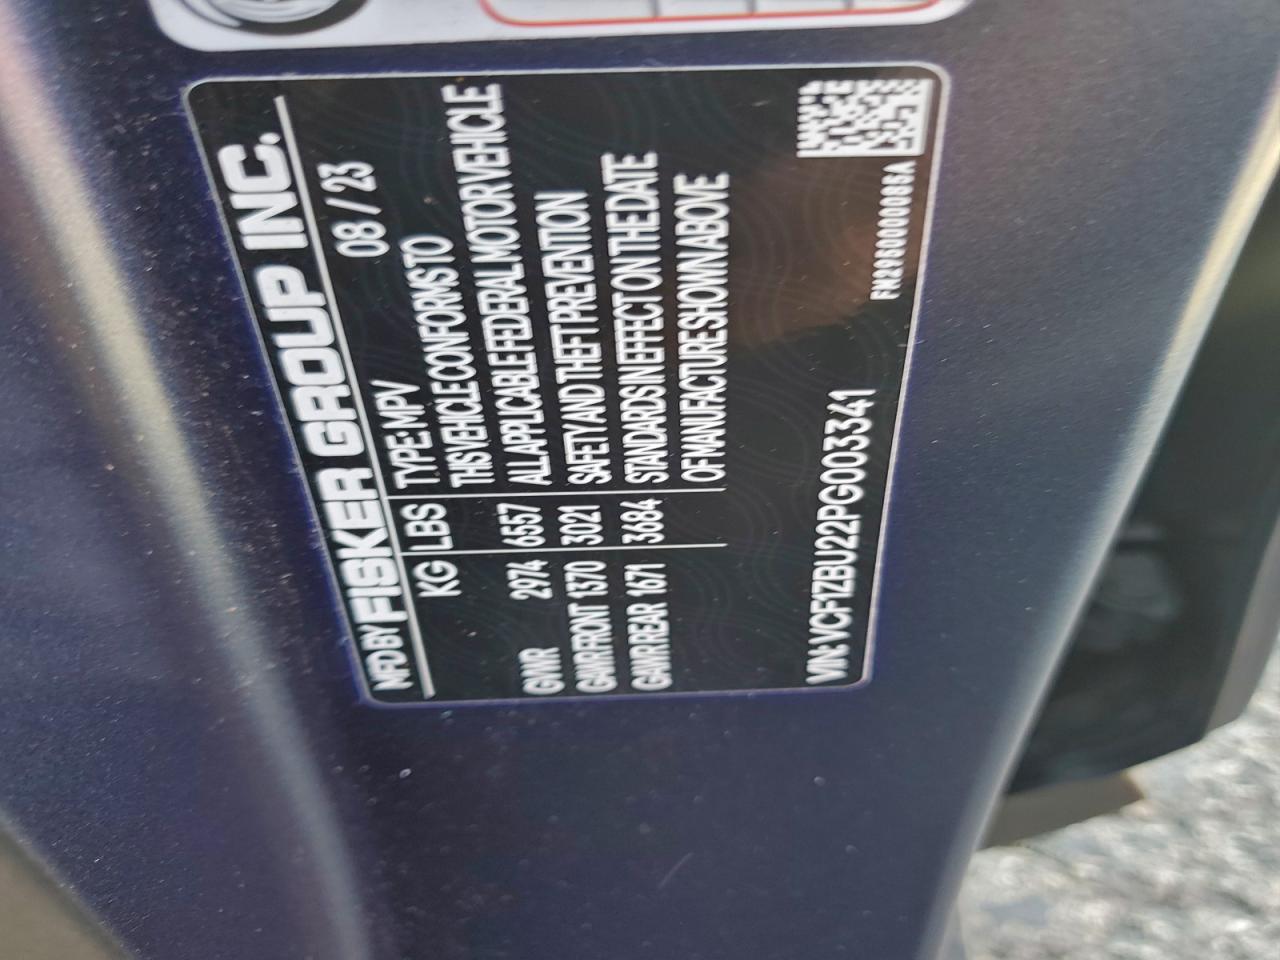 MFD BY FISKER GROUP INC.
08 / 23
KG LBS TYPE: MPV
THIS VEHICLE CONFORMS TO
ALL APPLICABLE FEDERAL MOTOR VEHICLE
SAFETY AND THEFT PREVENTION
STANDARDS IN EFFECT ON THE DATE
OF MANUFACTURE SHOWN ABOVE
GVWR 2974 6557
GAWR FRONT 1370 3021
GAWR REAR 1671 3684
VIN: VCF1ZBU22PG003341
FM29S0000086A